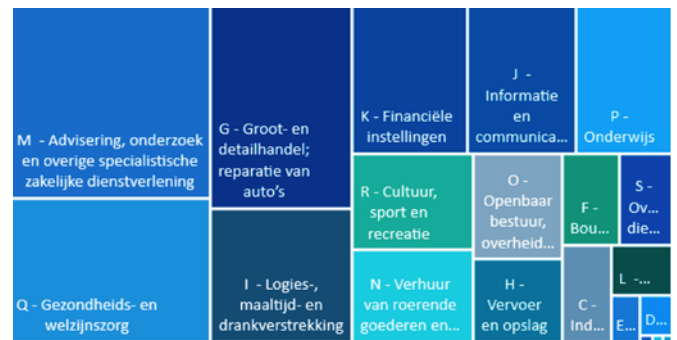 M - Advisering, onderzoek
en overige specialistische
zakelijke dienstverlening
Q - Gezondheids- en
welzijnszorg
G - Groot- en
detailhandel;
reparatie van
auto's
I - Logies-,
maaltijd- en
drankverstrekking
K - Financiële
instellingen
J -
Informatie
en
communica...
P -
Onderwijs
R - Cultuur,
sport en
recreatie
N - Verhuur
van roerende
goederen en...
O -
Openbaar
bestuur,
overheid...
H -
Vervoer
en opslag
F -
Bou...
S -
Ov...
die...
C -
Ind...
L -...
E...
D...